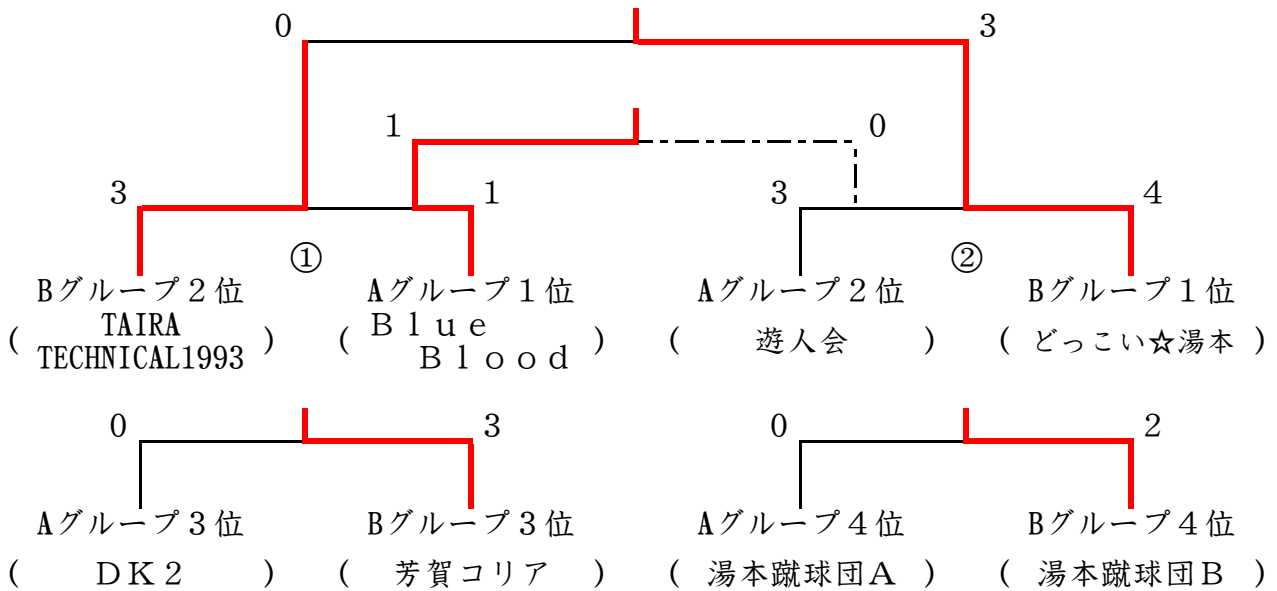 0 3
1 0
3 1 3 4
① ②
Bグループ２位 Aグループ１位 Aグループ２位 Bグループ１位
( TAIRA TECHNICAL1993 ) ( Ｂｌｕｅ Ｂｌｏｏｄ ) ( 遊人会 ) ( どっこい☆湯本 )
0 3 0 2
Aグループ３位 Bグループ３位 Aグループ４位 Bグループ４位
( ＤＫ２ ) ( 芳賀コリア ) ( 湯本蹴球団Ａ ) ( 湯本蹴球団Ｂ )